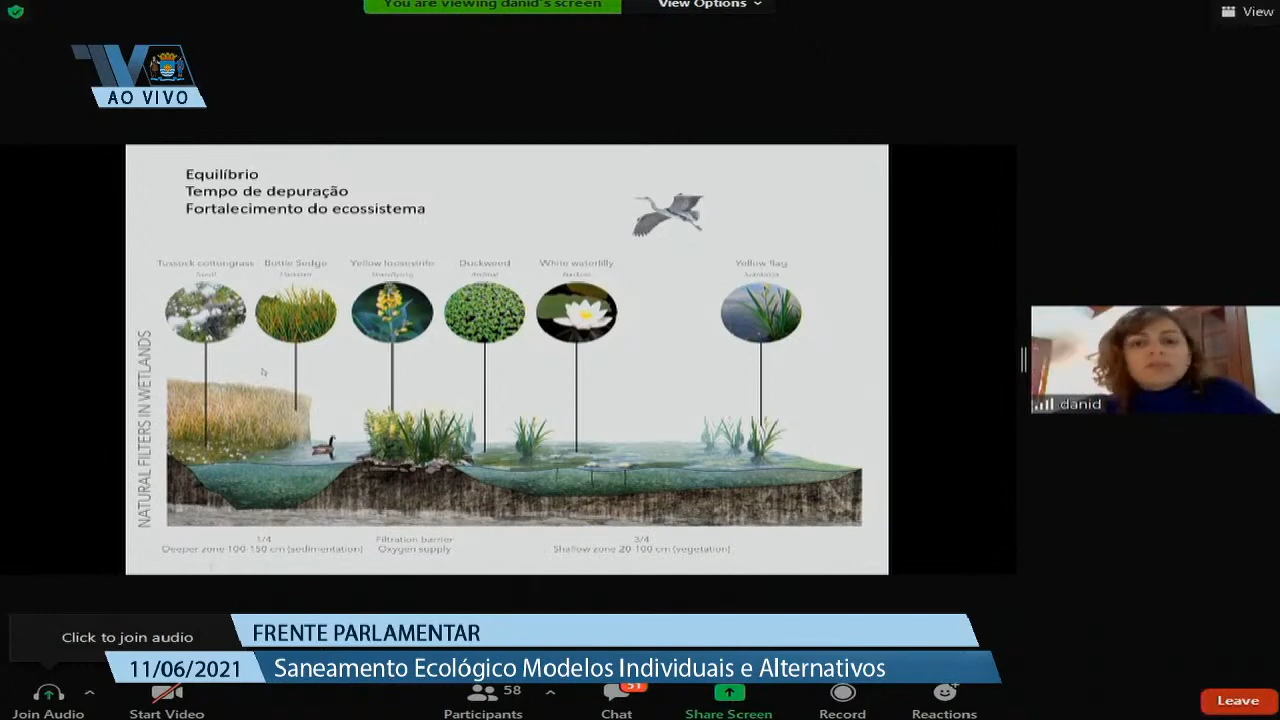 You are viewing danid's screen
View Options
View
TV
AO VIVO
Equilíbrio
Tempo de depuração
Fortalecimento do ecossistema
Tussock cottongrass
Bottle Sedge
Yellow loosestrife
Duckweed
White waterlilly
Yellow flag
NATURAL FILTERS IN WETLANDS
1/4
Deeper zone 100-150 cm (sedimentation)
Filtration barrier
Oxygen supply
3/4
Shallow zone 20-100 cm (vegetation)
danid
Click to join audio
FRENTE PARLAMENTAR
11/06/2021
Saneamento Ecológico Modelos Individuais e Alternativos
58
51
Join Audio
Start Video
Participants
Chat
Share Screen
Record
Reactions
Leave